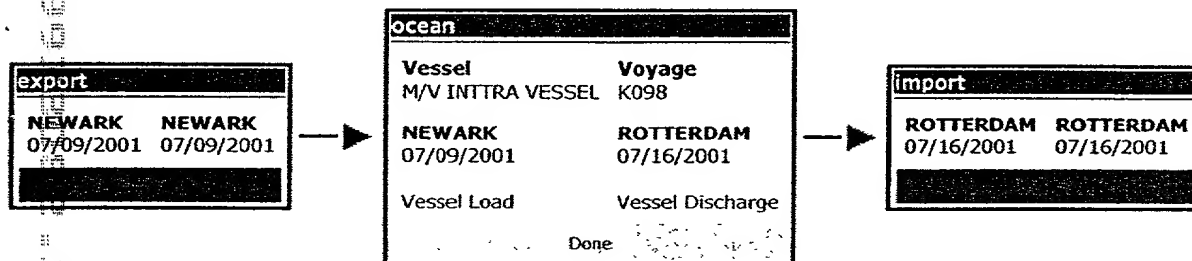 export
NEWARK NEWARK
07/09/2001 07/09/2001
ocean
Vessel Voyage
M/V INTTRA VESSEL K098
NEWARK ROTTERDAM
07/09/2001 07/16/2001
Vessel Load Vessel Discharge
Done
import
ROTTERDAM ROTTERDAM
07/16/2001 07/16/2001